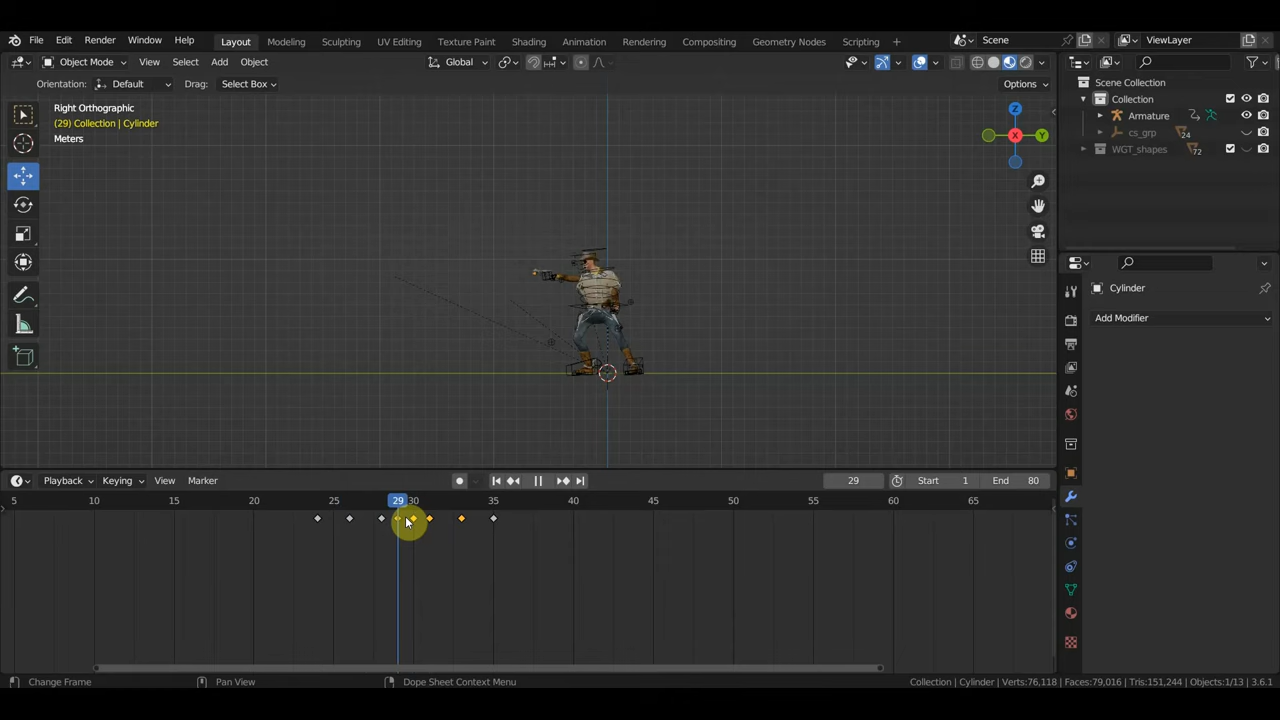 File Edit Render Window Help Layout Modeling Sculpting UV Editing Texture Paint Shading Animation Rendering Compositing Geometry Nodes Scripting + Scene ViewLayer
Object Mode View Select Add Object Global Options
Orientation: Default Drag: Select Box
Right Orthographic
(29) Collection | Cylinder
Meters
Z
X
Y
Scene Collection
Collection
Armature
cs_grp 24
WGT_shapes 72
Cylinder
Add Modifier
Playback Keying View Marker 29 Start 1 End 80
5 10 15 20 25 29 30 35 40 45 50 55 60 65
Change Frame Pan View Dope Sheet Context Menu Collection | Cylinder | Verts:76,118 | Faces:79,016 | Tris:151,244 | Objects:1/13 | 3.6.1